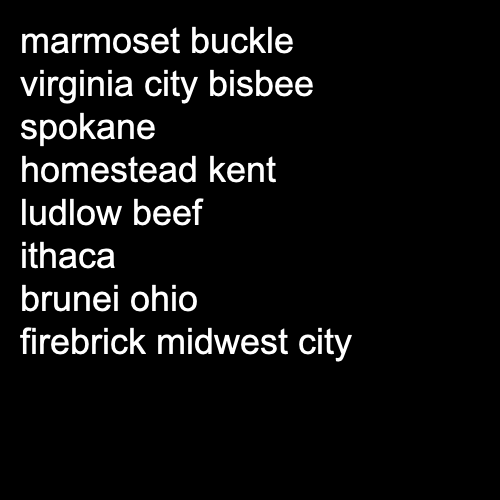 marmoset buckle
virginia city bisbee
spokane
homestead kent
ludlow beef
ithaca
brunei ohio
firebrick midwest city